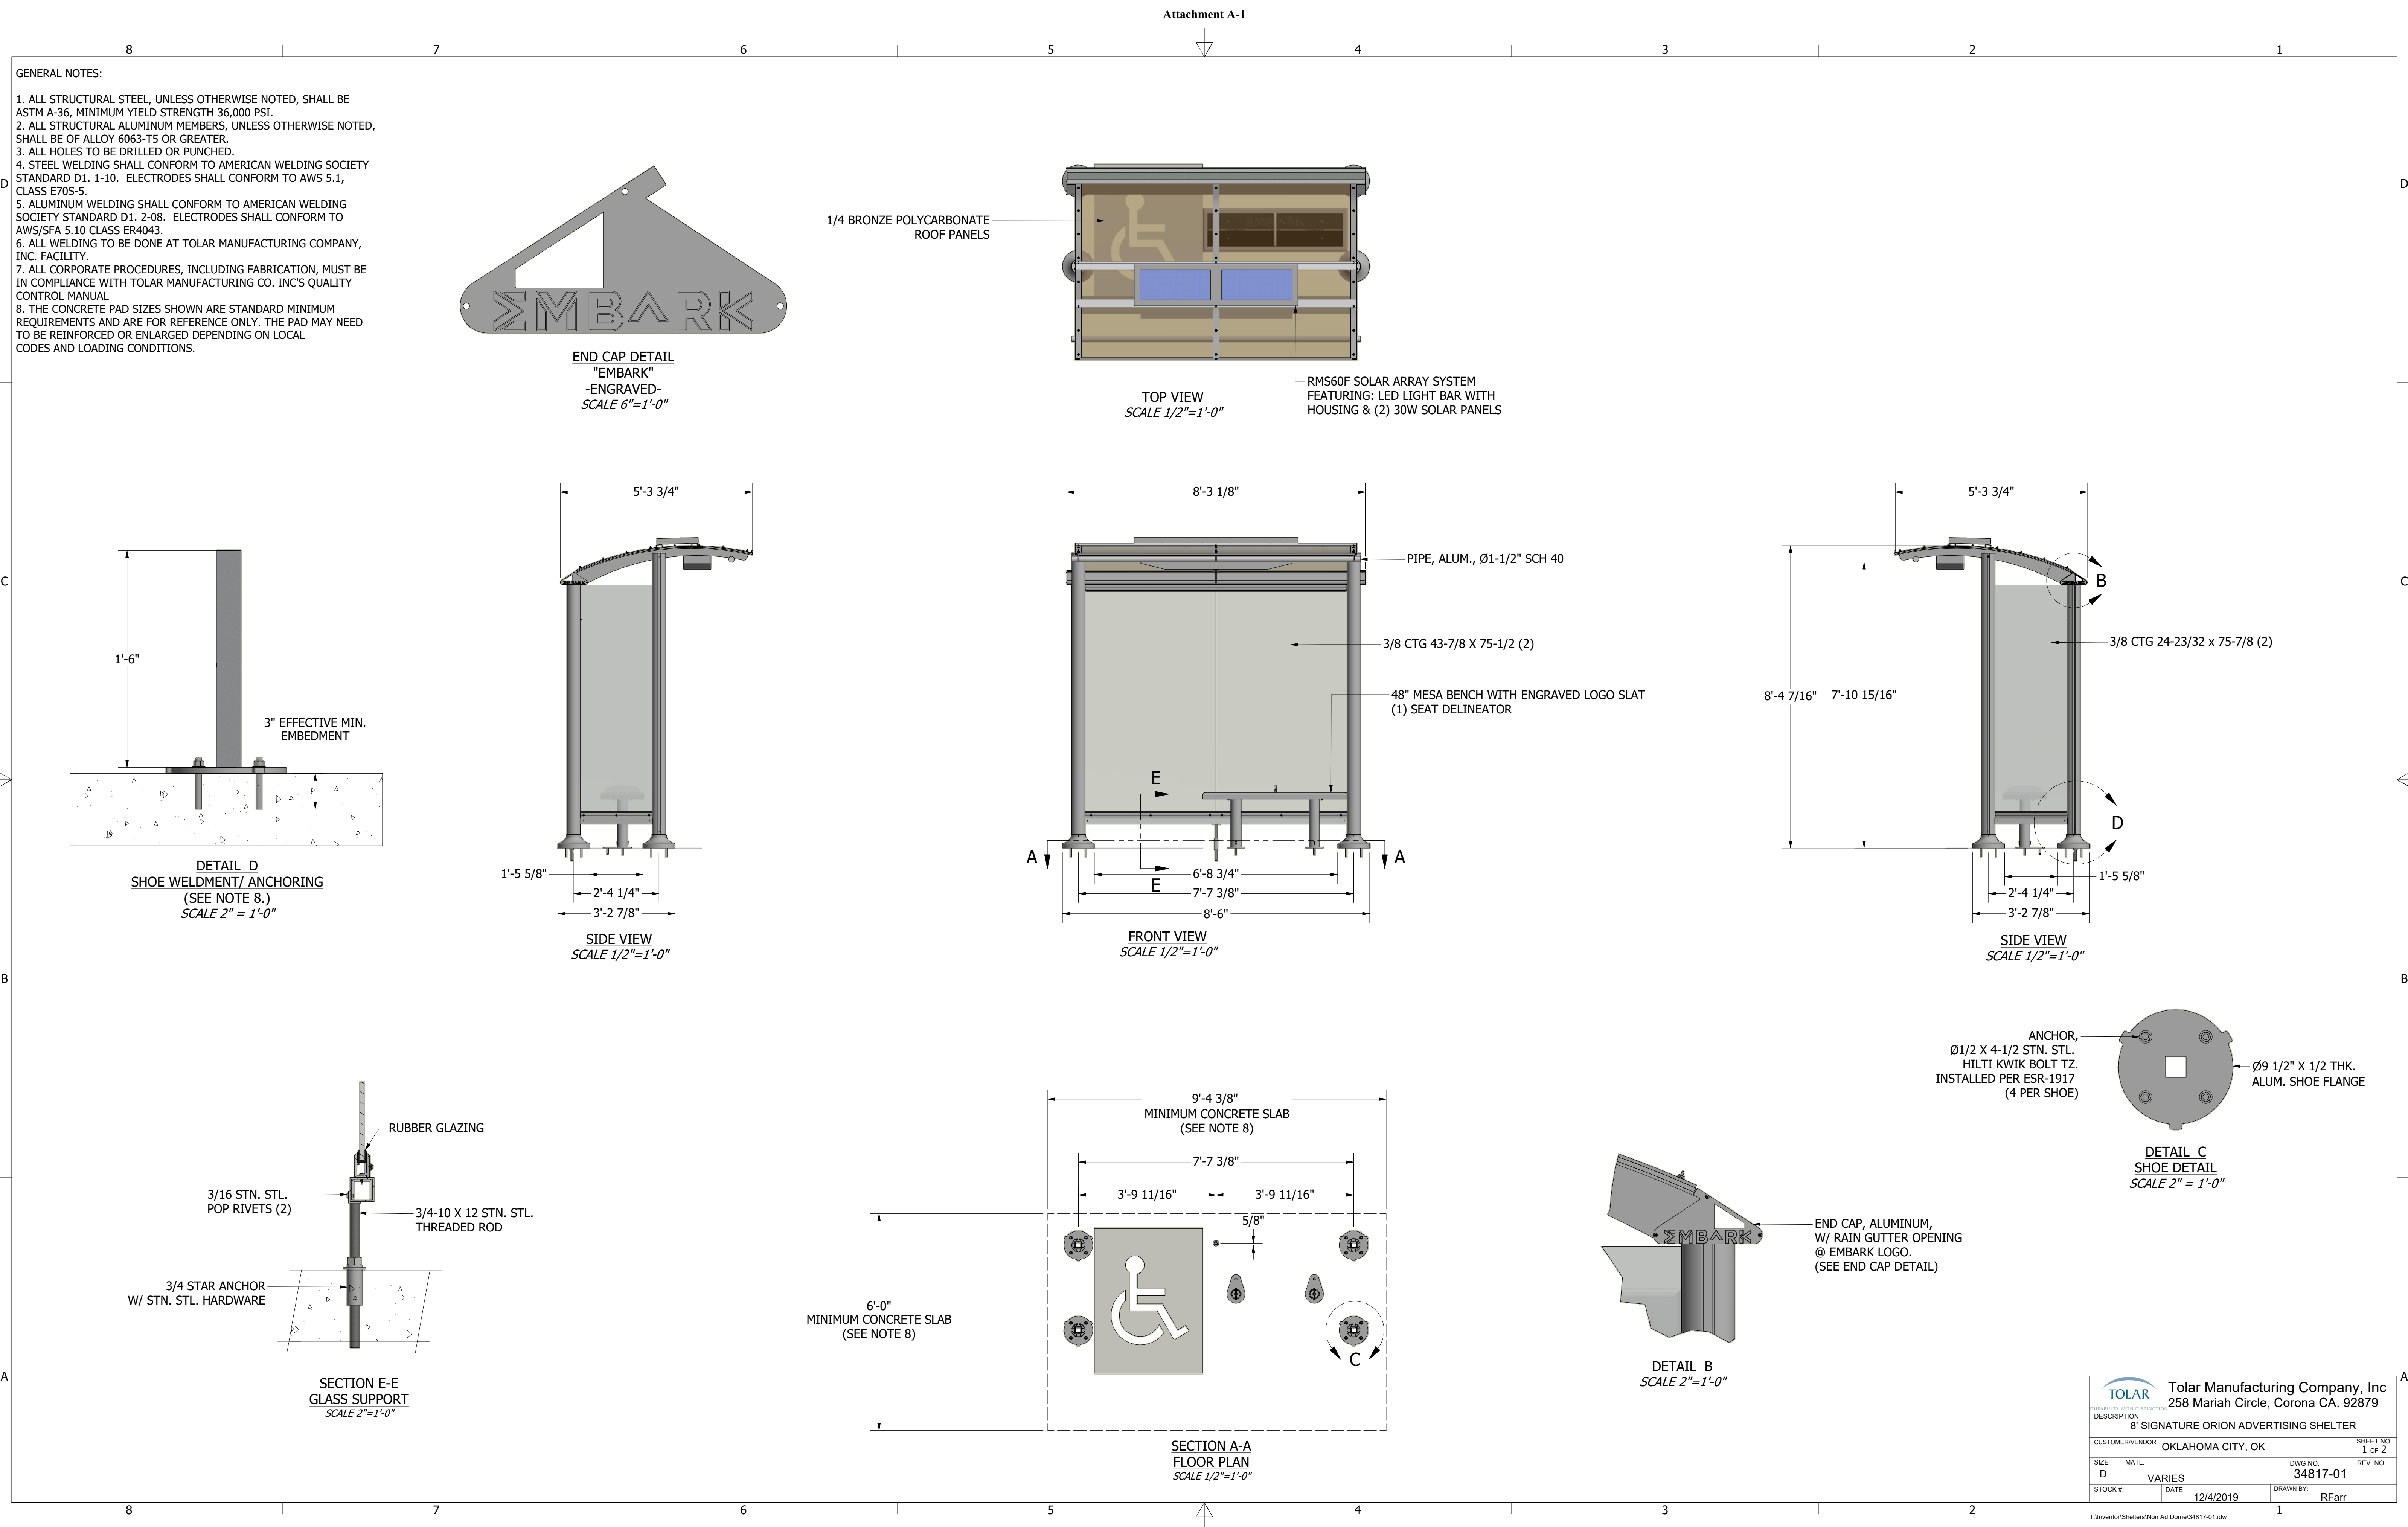 Attachment A-1
8 7 6 5 4 3 2 1
GENERAL NOTES:
1. ALL STRUCTURAL STEEL, UNLESS OTHERWISE NOTED, SHALL BE
ASTM A-36, MINIMUM YIELD STRENGTH 36,000 PSI.
2. ALL STRUCTURAL ALUMINUM MEMBERS, UNLESS OTHERWISE NOTED,
SHALL BE OF ALLOY 6063-T5 OR GREATER.
3. ALL HOLES TO BE DRILLED OR PUNCHED.
4. STEEL WELDING SHALL CONFORM TO AMERICAN WELDING SOCIETY
STANDARD D1. 1-10. ELECTRODES SHALL CONFORM TO AWS 5.1,
CLASS E70S-5.
5. ALUMINUM WELDING SHALL CONFORM TO AMERICAN WELDING
SOCIETY STANDARD D1. 2-08. ELECTRODES SHALL CONFORM TO
AWS/SFA 5.10 CLASS ER4043.
6. ALL WELDING TO BE DONE AT TOLAR MANUFACTURING COMPANY,
INC. FACILITY.
7. ALL CORPORATE PROCEDURES, INCLUDING FABRICATION, MUST BE
IN COMPLIANCE WITH TOLAR MANUFACTURING CO. INC'S QUALITY
CONTROL MANUAL
8. THE CONCRETE PAD SIZES SHOWN ARE STANDARD MINIMUM
REQUIREMENTS AND ARE FOR REFERENCE ONLY. THE PAD MAY NEED
TO BE REINFORCED OR ENLARGED DEPENDING ON LOCAL
CODES AND LOADING CONDITIONS.
D
D
EMBARK
END CAP DETAIL
"EMBARK"
-ENGRAVED-
SCALE 6"=1'-0"
1/4 BRONZE POLYCARBONATE
ROOF PANELS
RMS60F SOLAR ARRAY SYSTEM
FEATURING: LED LIGHT BAR WITH
HOUSING & (2) 30W SOLAR PANELS
TOP VIEW
SCALE 1/2"=1'-0"
C
C
1'-6"
3" EFFECTIVE MIN.
EMBEDMENT
DETAIL D
SHOE WELDMENT/ ANCHORING
(SEE NOTE 8.)
SCALE 2" = 1'-0"
5'-3 3/4"
EMBARK
1'-5 5/8"
2'-4 1/4"
3'-2 7/8"
SIDE VIEW
SCALE 1/2"=1'-0"
8'-3 1/8"
PIPE, ALUM., Ø1-1/2" SCH 40
3/8 CTG 43-7/8 X 75-1/2 (2)
48" MESA BENCH WITH ENGRAVED LOGO SLAT
(1) SEAT DELINEATOR
E
E
A
A
6'-8 3/4"
7'-7 3/8"
8'-6"
FRONT VIEW
SCALE 1/2"=1'-0"
5'-3 3/4"
B
3/8 CTG 24-23/32 x 75-7/8 (2)
8'-4 7/16"
7'-10 15/16"
D
1'-5 5/8"
2'-4 1/4"
3'-2 7/8"
SIDE VIEW
SCALE 1/2"=1'-0"
B
B
RUBBER GLAZING
3/16 STN. STL.
POP RIVETS (2)
3/4-10 X 12 STN. STL.
THREADED ROD
3/4 STAR ANCHOR
W/ STN. STL. HARDWARE
SECTION E-E
GLASS SUPPORT
SCALE 2"=1'-0"
9'-4 3/8"
MINIMUM CONCRETE SLAB
(SEE NOTE 8)
7'-7 3/8"
3'-9 11/16"
3'-9 11/16"
5/8"
6'-0"
MINIMUM CONCRETE SLAB
(SEE NOTE 8)
C
SECTION A-A
FLOOR PLAN
SCALE 1/2"=1'-0"
EMBARK
END CAP, ALUMINUM,
W/ RAIN GUTTER OPENING
@ EMBARK LOGO.
(SEE END CAP DETAIL)
DETAIL B
SCALE 2"=1'-0"
ANCHOR,
Ø1/2 X 4-1/2 STN. STL.
HILTI KWIK BOLT TZ.
INSTALLED PER ESR-1917
(4 PER SHOE)
Ø9 1/2" X 1/2 THK.
ALUM. SHOE FLANGE
DETAIL C
SHOE DETAIL
SCALE 2" = 1'-0"
A
A
TOLAR
DURABILITY WITH DISTINCTION
Tolar Manufacturing Company, Inc
258 Mariah Circle, Corona CA. 92879
DESCRIPTION
8' SIGNATURE ORION ADVERTISING SHELTER
CUSTOMER/VENDOR OKLAHOMA CITY, OK
SHEET NO.
1 OF 2
SIZE
D
MATL.
VARIES
DWG NO.
34817-01
REV. NO.
STOCK #:
DATE
12/4/2019
DRAWN BY:
RFarr
8 7 6 5 4 3 2 1
T:\Inventor\Shelters\Non Ad Dome\34817-01.idw